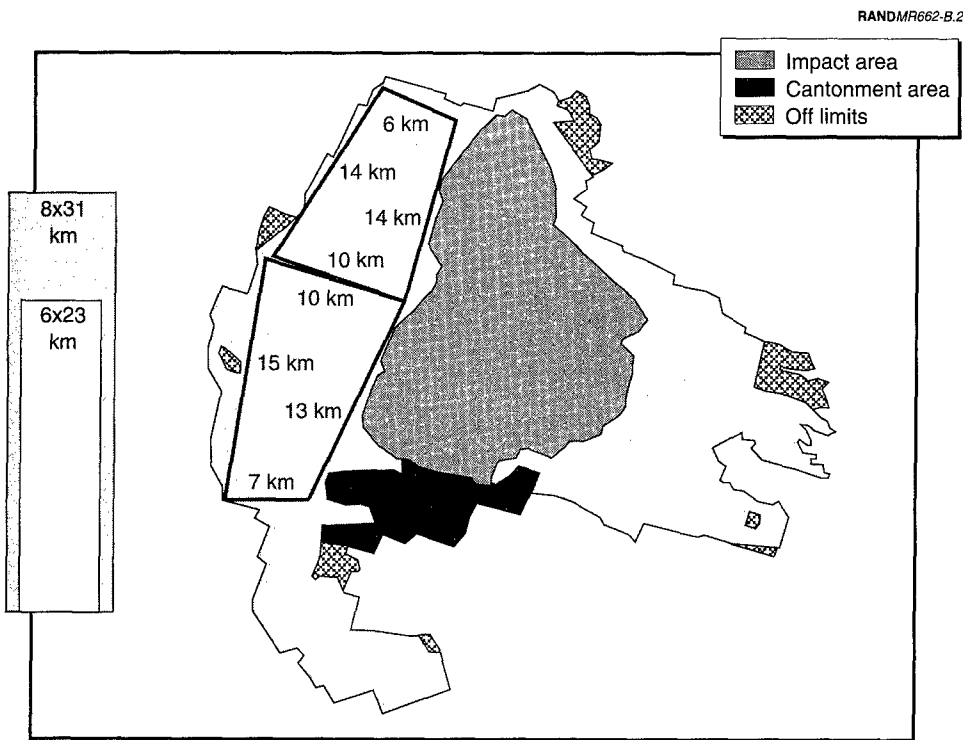 RANDMR662-B.2
Impact area
Cantonment area
Off limits
6 km
14 km
14 km
10 km
8x31
km
10 km
6x23
km
15 km
13 km
7 km